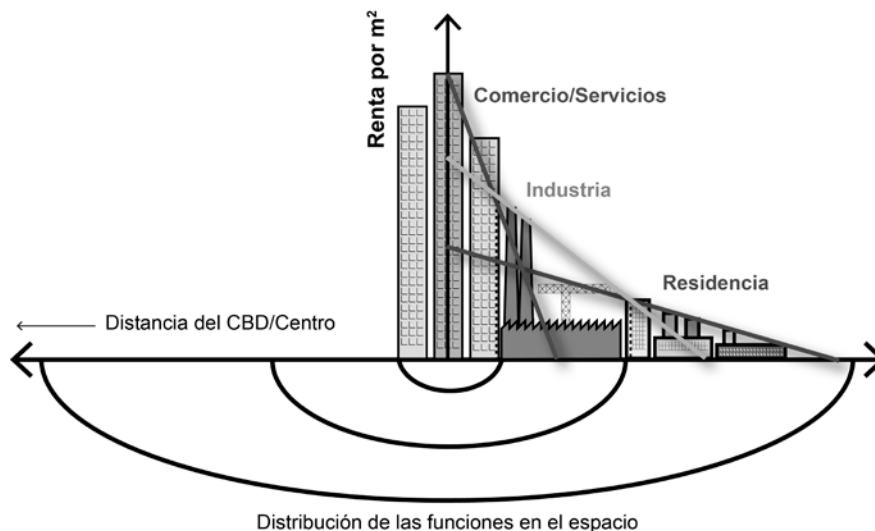 Renta por m²
Comercio/Servicios
Industria
Residencia
Distancia del CBD/Centro
Distribución de las funciones en el espacio